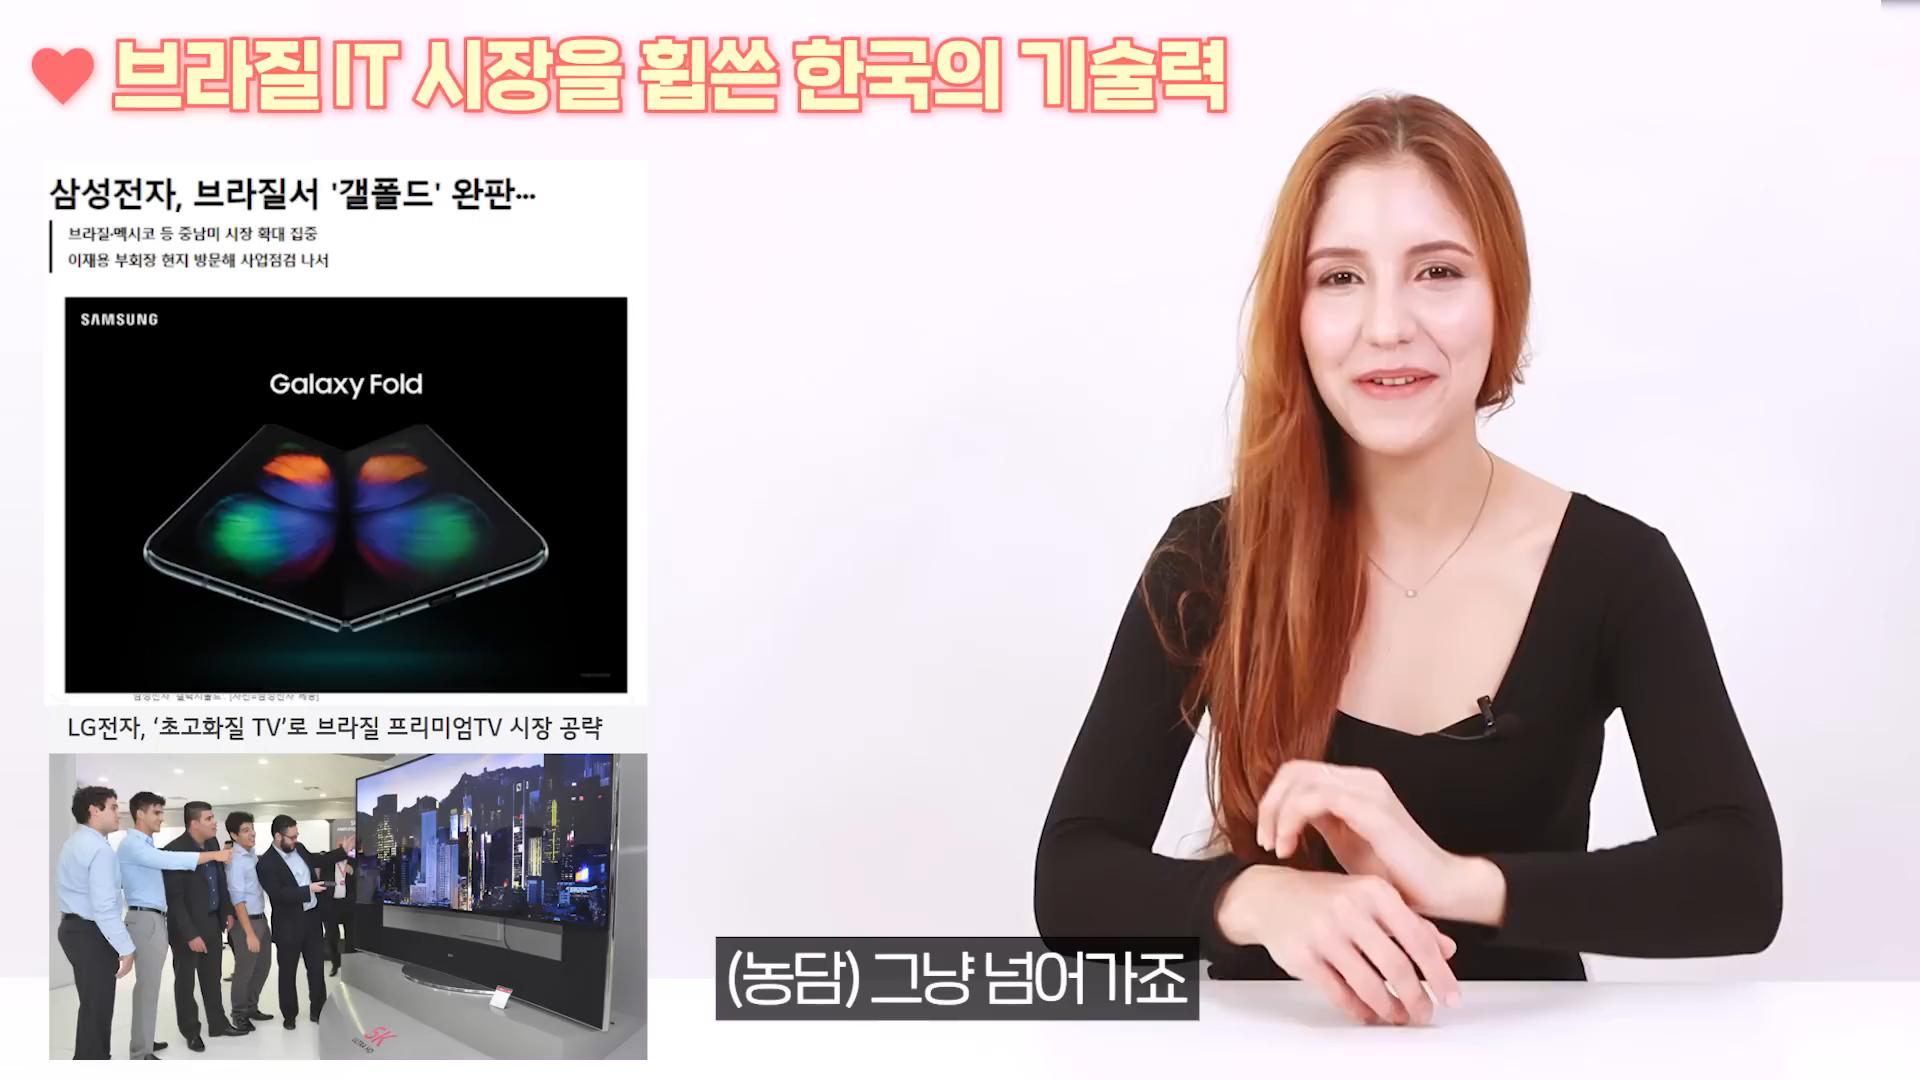 브라질 IT 시장을 휩쓴 한국의 기술력
삼성전자, 브라질서 '갤폴드' 완판…
브라질·멕시코 등 중남미 시장 확대 집중
이재용 부회장 현지 방문해 사업점검 나서
SAMSUNG
Galaxy Fold
LG전자, ‘초고화질 TV’로 브라질 프리미엄TV 시장 공략
5K
ULTRA HD
(농담) 그냥 넘어가죠